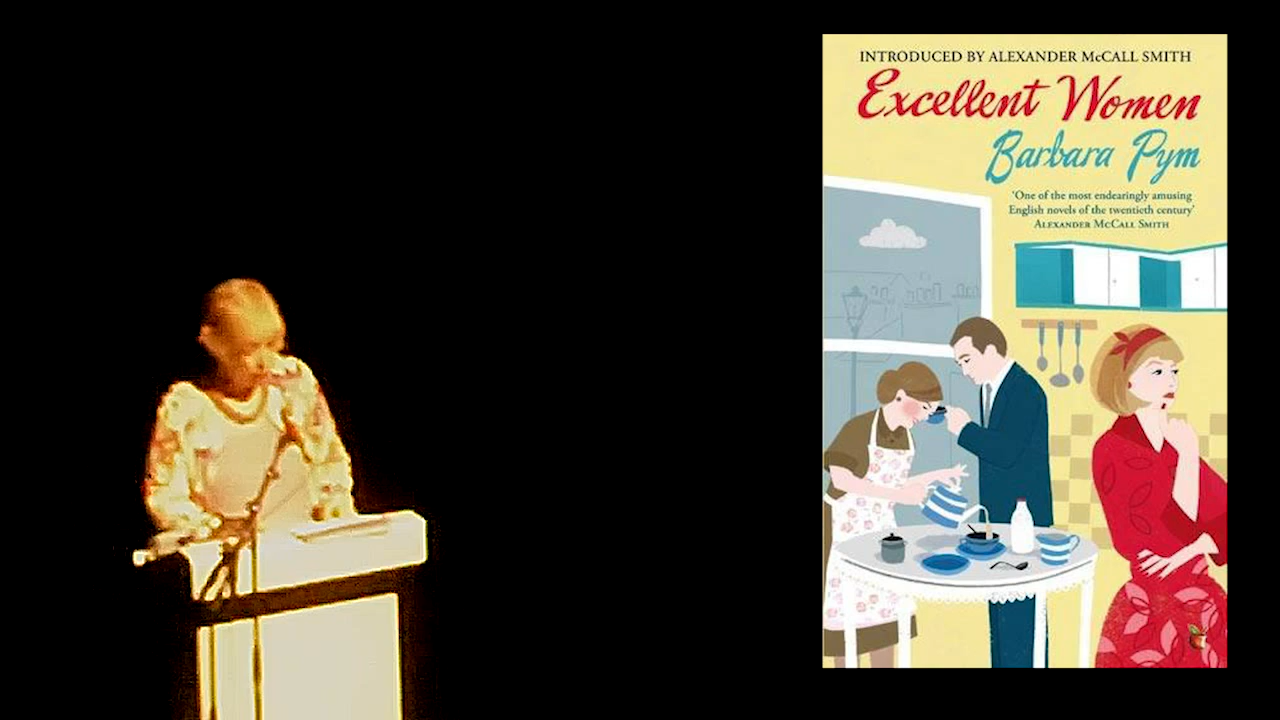 INTRODUCED BY ALEXANDER McCALL SMITH
Excellent Women
Barbara Pym
'One of the most endearingly amusing
English novels of the twentieth century'
ALEXANDER McCALL SMITH